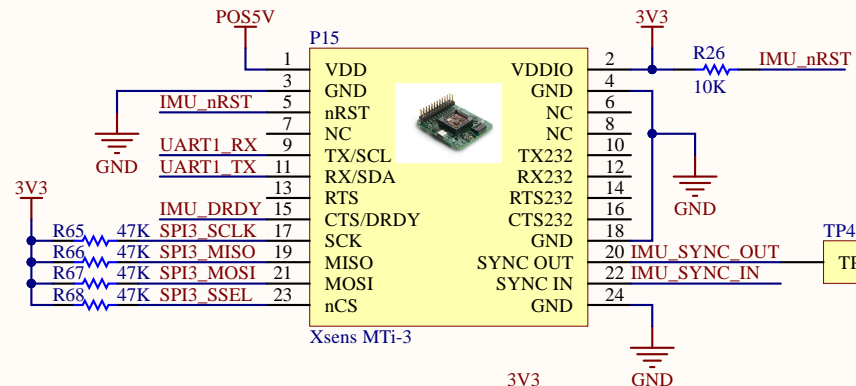 POS5V
3V3
P15
R26
IMU_nRST
10K
1 VDD VDDIO 2
3 GND GND 4
IMU_nRST 5 nRST NC 6
7 NC NC 8
UART1_RX 9 TX/SCL TX232 10
UART1_TX 11 RX/SDA RX232 12
13 RTS RTS232 14
IMU_DRDY 15 CTS/DRDY CTS232 16
R65 47K SPI3_SCLK 17 SCK GND 18
R66 47K SPI3_MISO 19 MISO SYNC OUT 20 IMU_SYNC_OUT
R67 47K SPI3_MOSI 21 MOSI SYNC IN 22 IMU_SYNC_IN
R68 47K SPI3_SSEL 23 nCS GND 24
GND
3V3
GND
TP4
Xsens MTi-3
3V3
GND